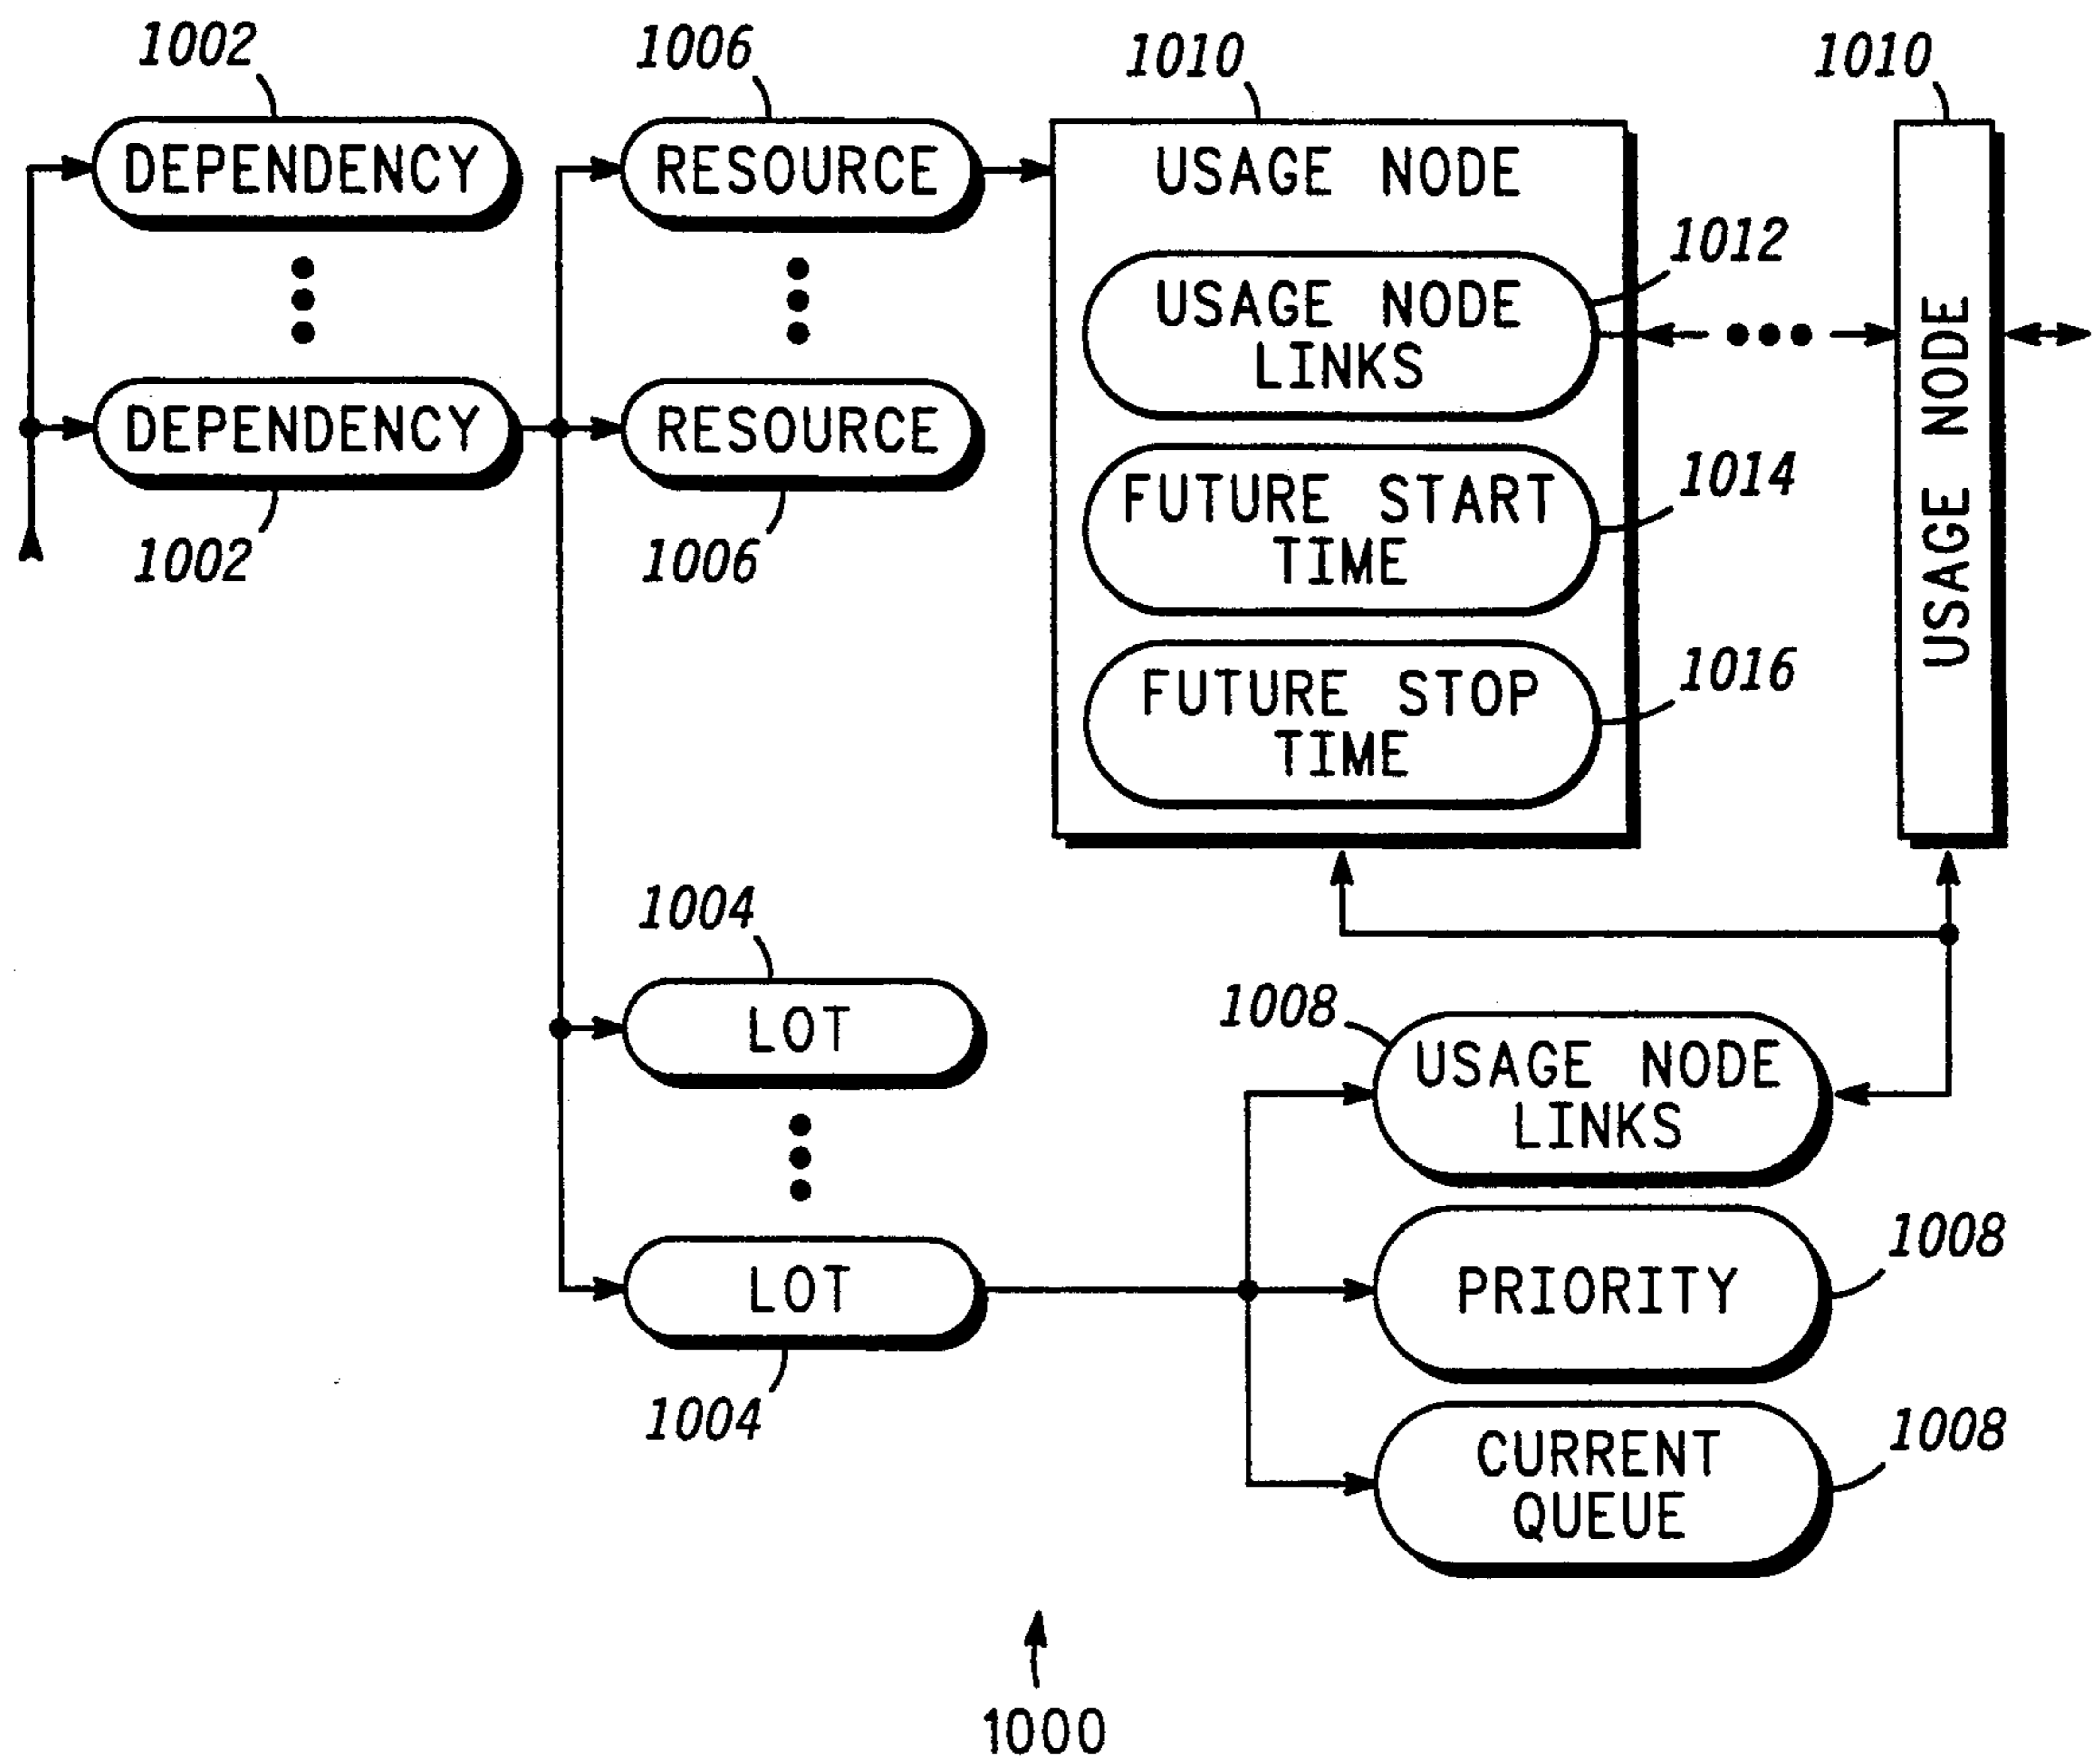 1002
1006
1010
1010
DEPENDENCY
RESOURCE
USAGE NODE
1012
USAGE NODE
LINKS
USAGE NODE
DEPENDENCY
RESOURCE
1014
FUTURE START
TIME
1002
1006
1016
FUTURE STOP
TIME
1004
LOT
1008
USAGE NODE
LINKS
LOT
1008
PRIORITY
1004
1008
CURRENT
QUEUE
1000